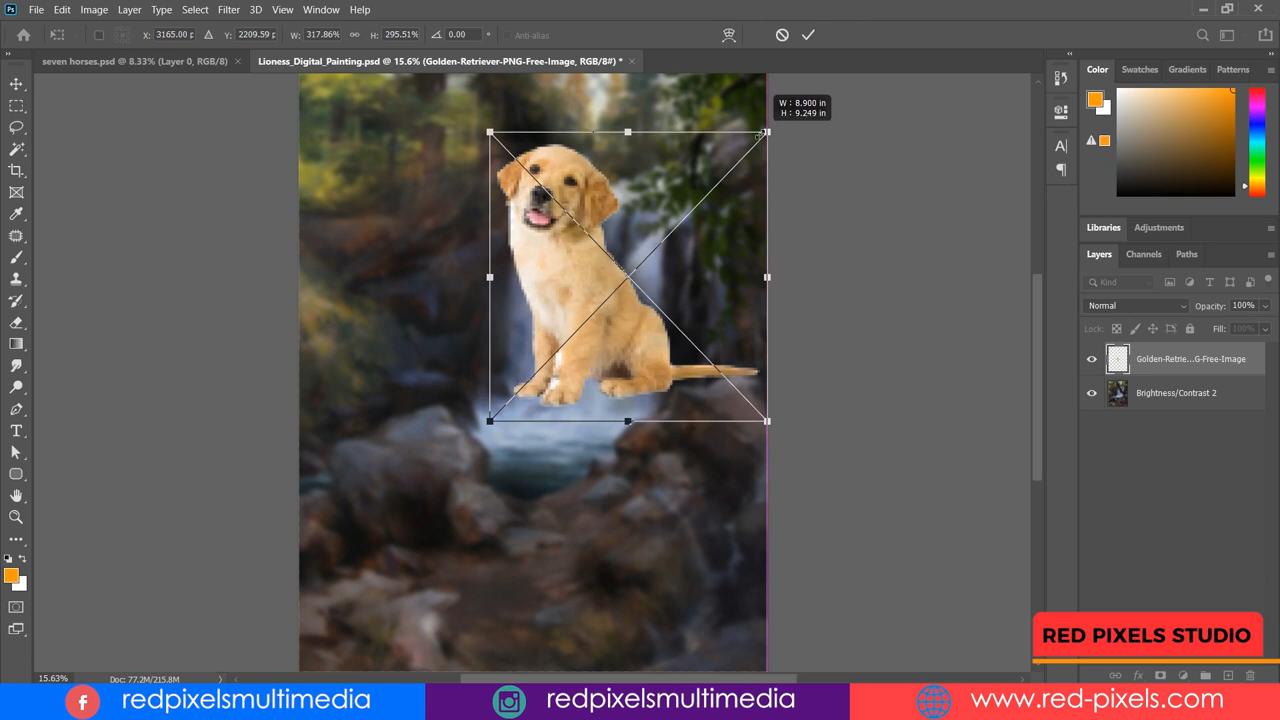 Ps File Edit Image Layer Type Select Filter 3D View Window Help
X: 3165.00 p Y: 2209.59 p W: 317.86% H: 295.51% 0.00 ° Anti-alias
seven horses.psd @ 8.33% (Layer 0, RGB/8) × Lioness_Digital_Painting.psd @ 15.6% (Golden-Retriever-PNG-Free-Image, RGB/8#) * ×
Color Swatches Gradients Patterns
W : 8.900 in
H : 9.249 in
Libraries Adjustments
Layers Channels Paths
Kind
Normal Opacity: 100%
Lock: Fill: 100%
Golden-Retrie...G-Free-Image
Brightness/Contrast 2
RED PIXELS STUDIO
15.63% Doc: 77.2M/215.8M
redpixelsmultimedia redpixelsmultimedia www.red-pixels.com